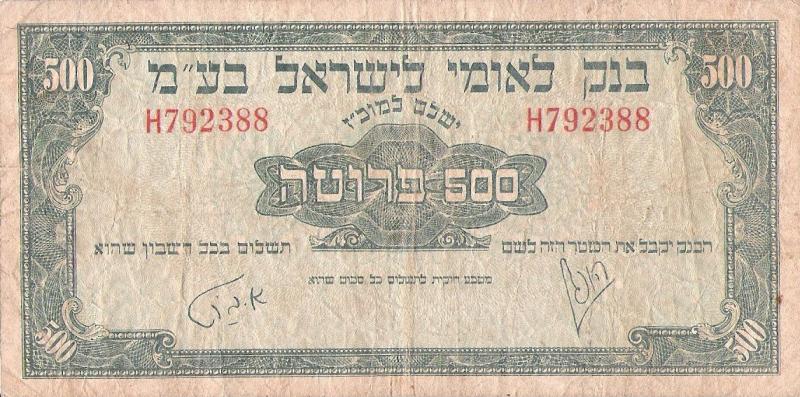 500 בנק לאומי לישראל בע״מ 500
H792388 H792388
ישלם למוכ״ז
500 פרוטה
הבנק יקבל את השטר הזה לשם תשלום בכל חשבון שהוא
מטבע חוקית לתשלום כל סכום שהוא
500 500